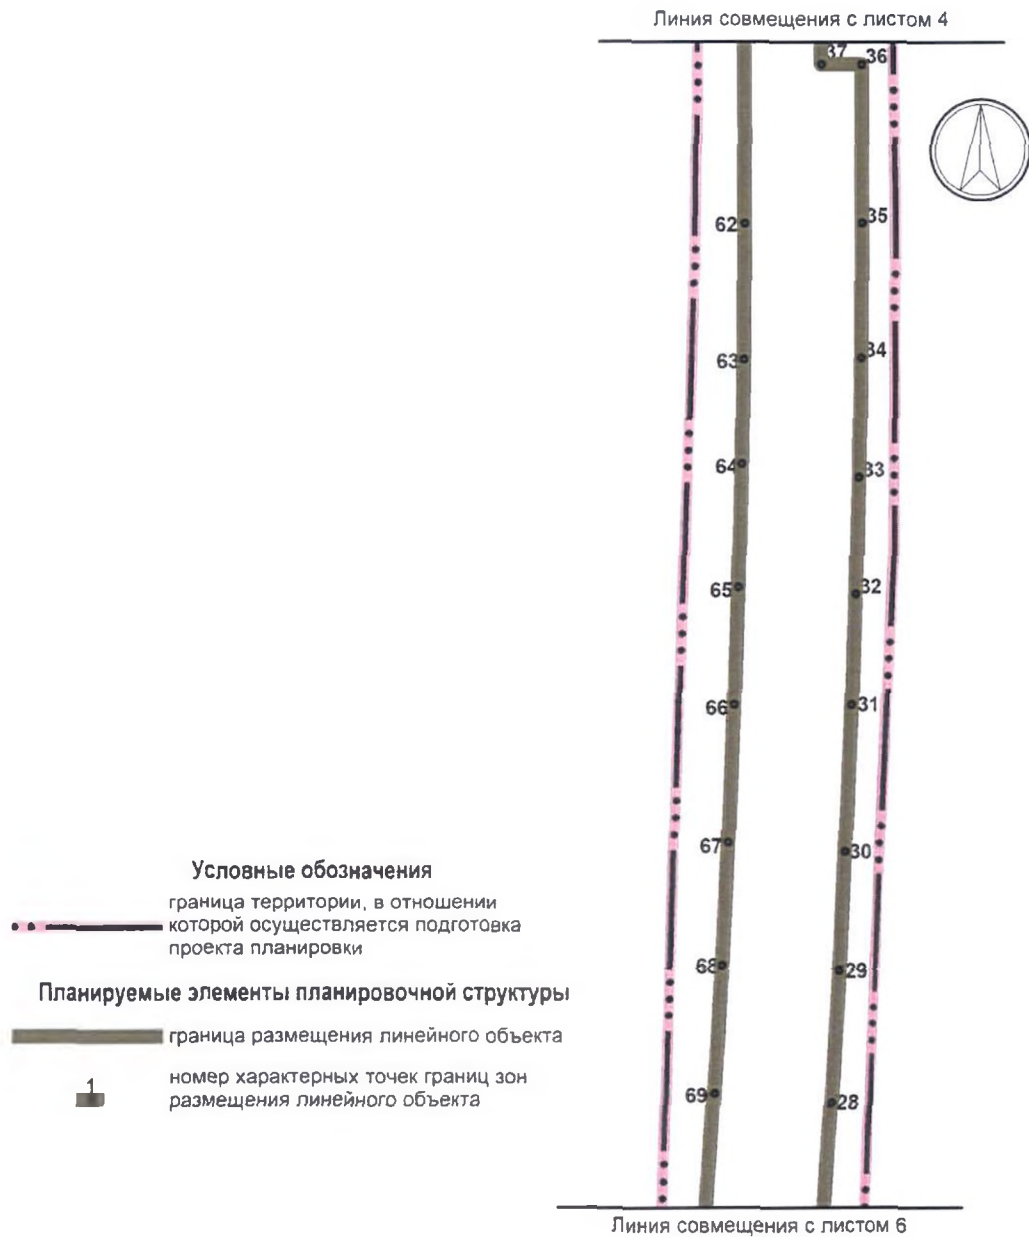 Линия совмещения с листом 4
37
36
62
35
63
34
64
33
65
32
66
31
67
30
68
29
69
28
Условные обозначения
граница территории, в отношении
которой осуществляется подготовка
проекта планировки
Планируемые элементы планировочной структуры
граница размещения линейного объекта
1
номер характерных точек границ зон
размещения линейного объекта
Линия совмещения с листом 6